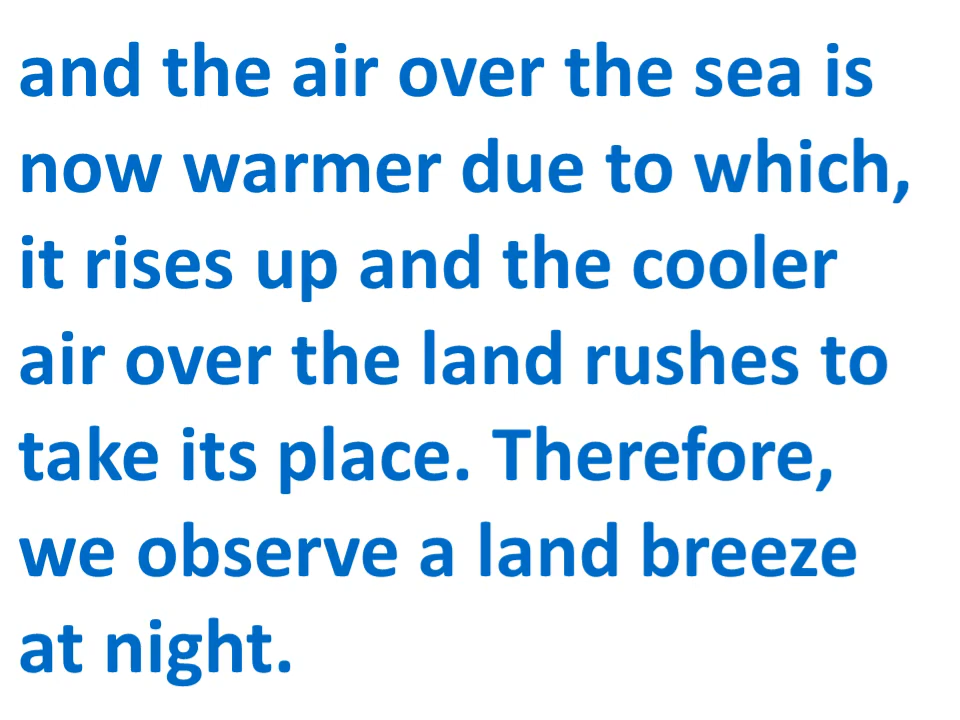 and the air over the sea is
now warmer due to which,
it rises up and the cooler
air over the land rushes to
take its place. Therefore,
we observe a land breeze
at night.